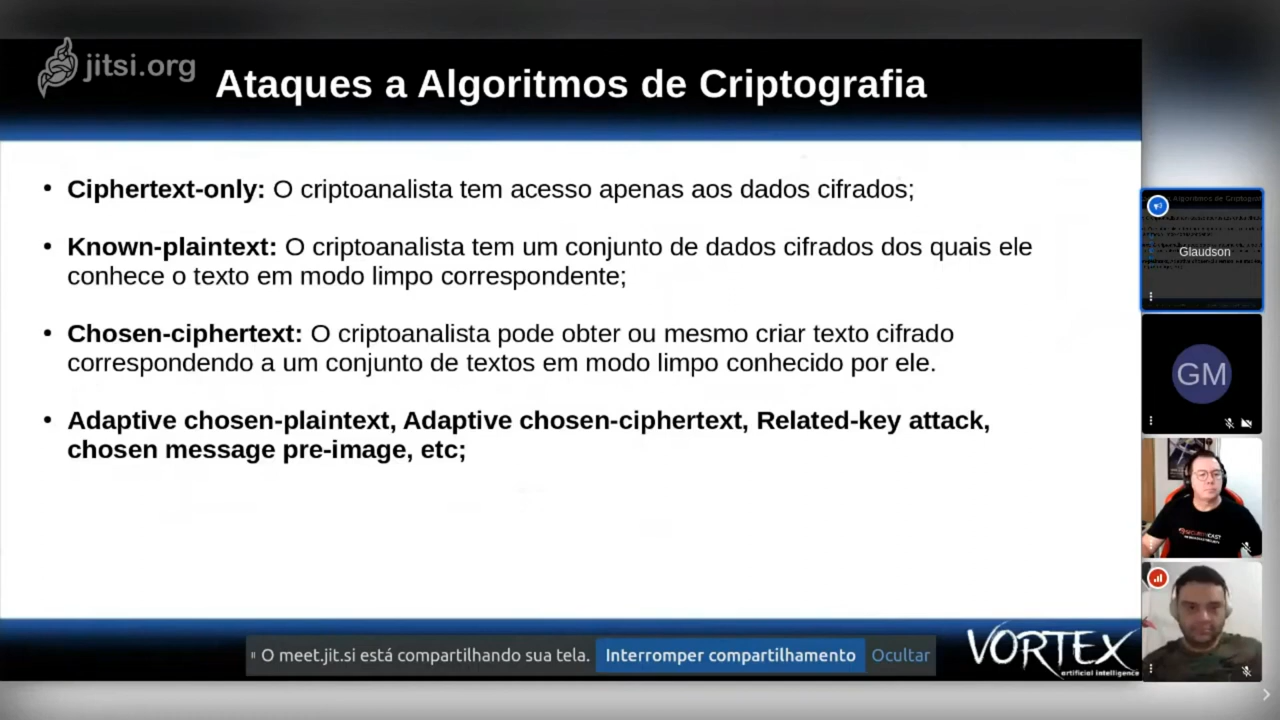 jitsi.org
Ataques a Algoritmos de Criptografia
• Ciphertext-only: O criptoanalista tem acesso apenas aos dados cifrados;
• Known-plaintext: O criptoanalista tem um conjunto de dados cifrados dos quais ele
conhece o texto em modo limpo correspondente;
• Chosen-ciphertext: O criptoanalista pode obter ou mesmo criar texto cifrado
correspondendo a um conjunto de textos em modo limpo conhecido por ele.
• Adaptive chosen-plaintext, Adaptive chosen-ciphertext, Related-key attack,
chosen message pre-image, etc;
Glaudson
GM
O meet.jit.si está compartilhando sua tela.
Interromper compartilhamento
Ocultar
VORTEX
artificial intelligence